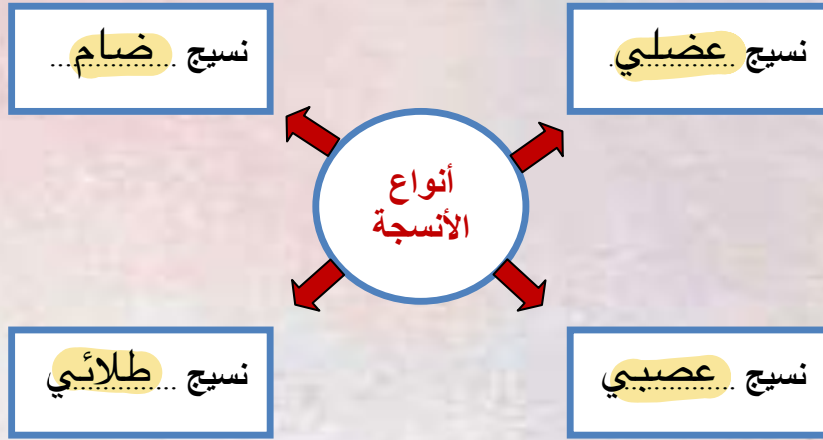 نسيج عضلي
نسيج ضام
أنواع
الأنسجة
نسيج عصبي
نسيج طلائي